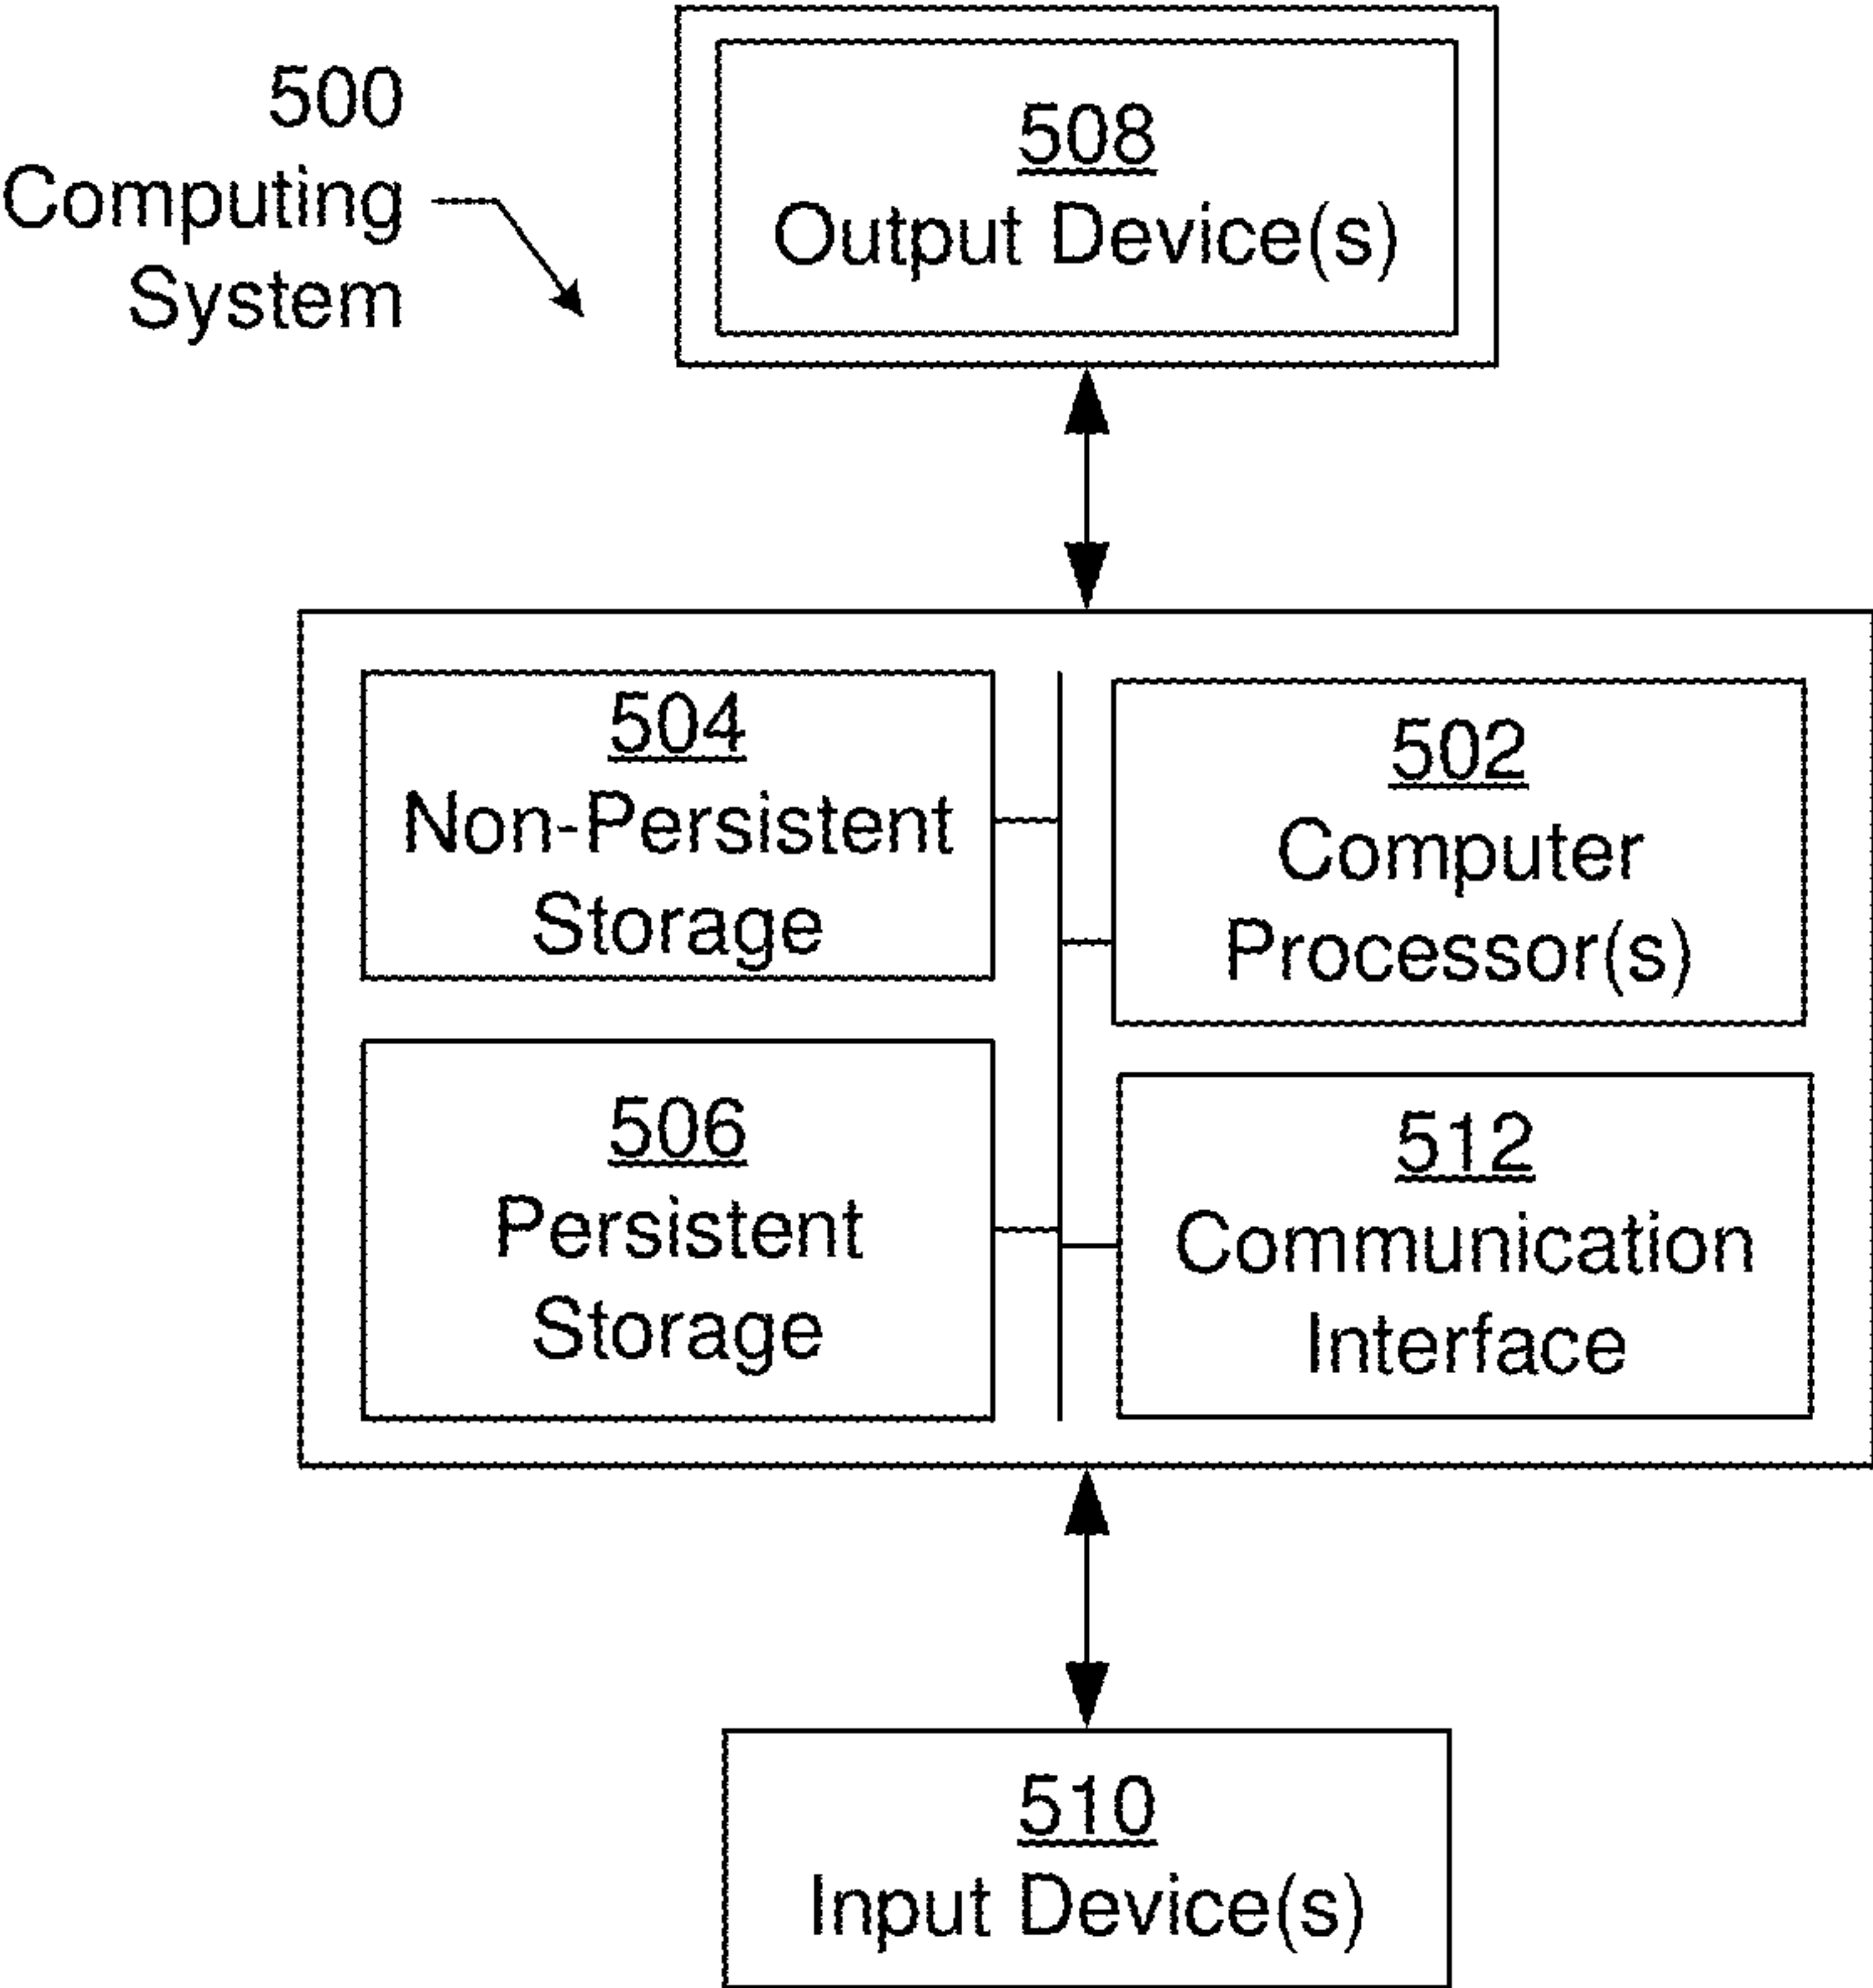 500
Computing
System
508
Output Device(s)
504
Non-Persistent
Storage
502
Computer
Processor(s)
506
Persistent
Storage
512
Communication
Interface
510
Input Device(s)